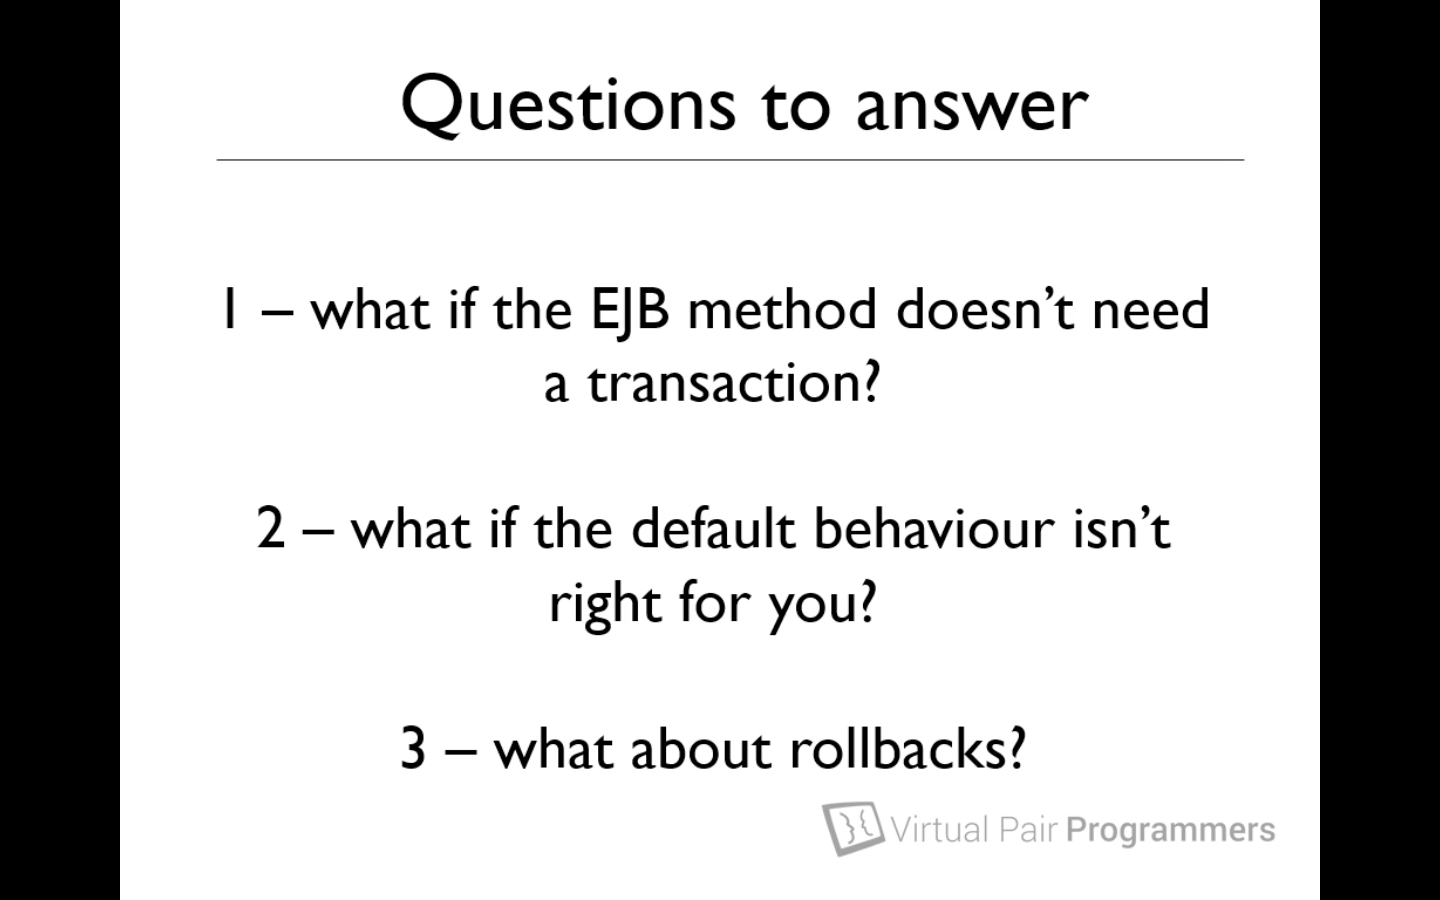 Questions to answer
1 – what if the EJB method doesn’t need
a transaction?
2 – what if the default behaviour isn’t
right for you?
3 – what about rollbacks?
Virtual Pair Programmers